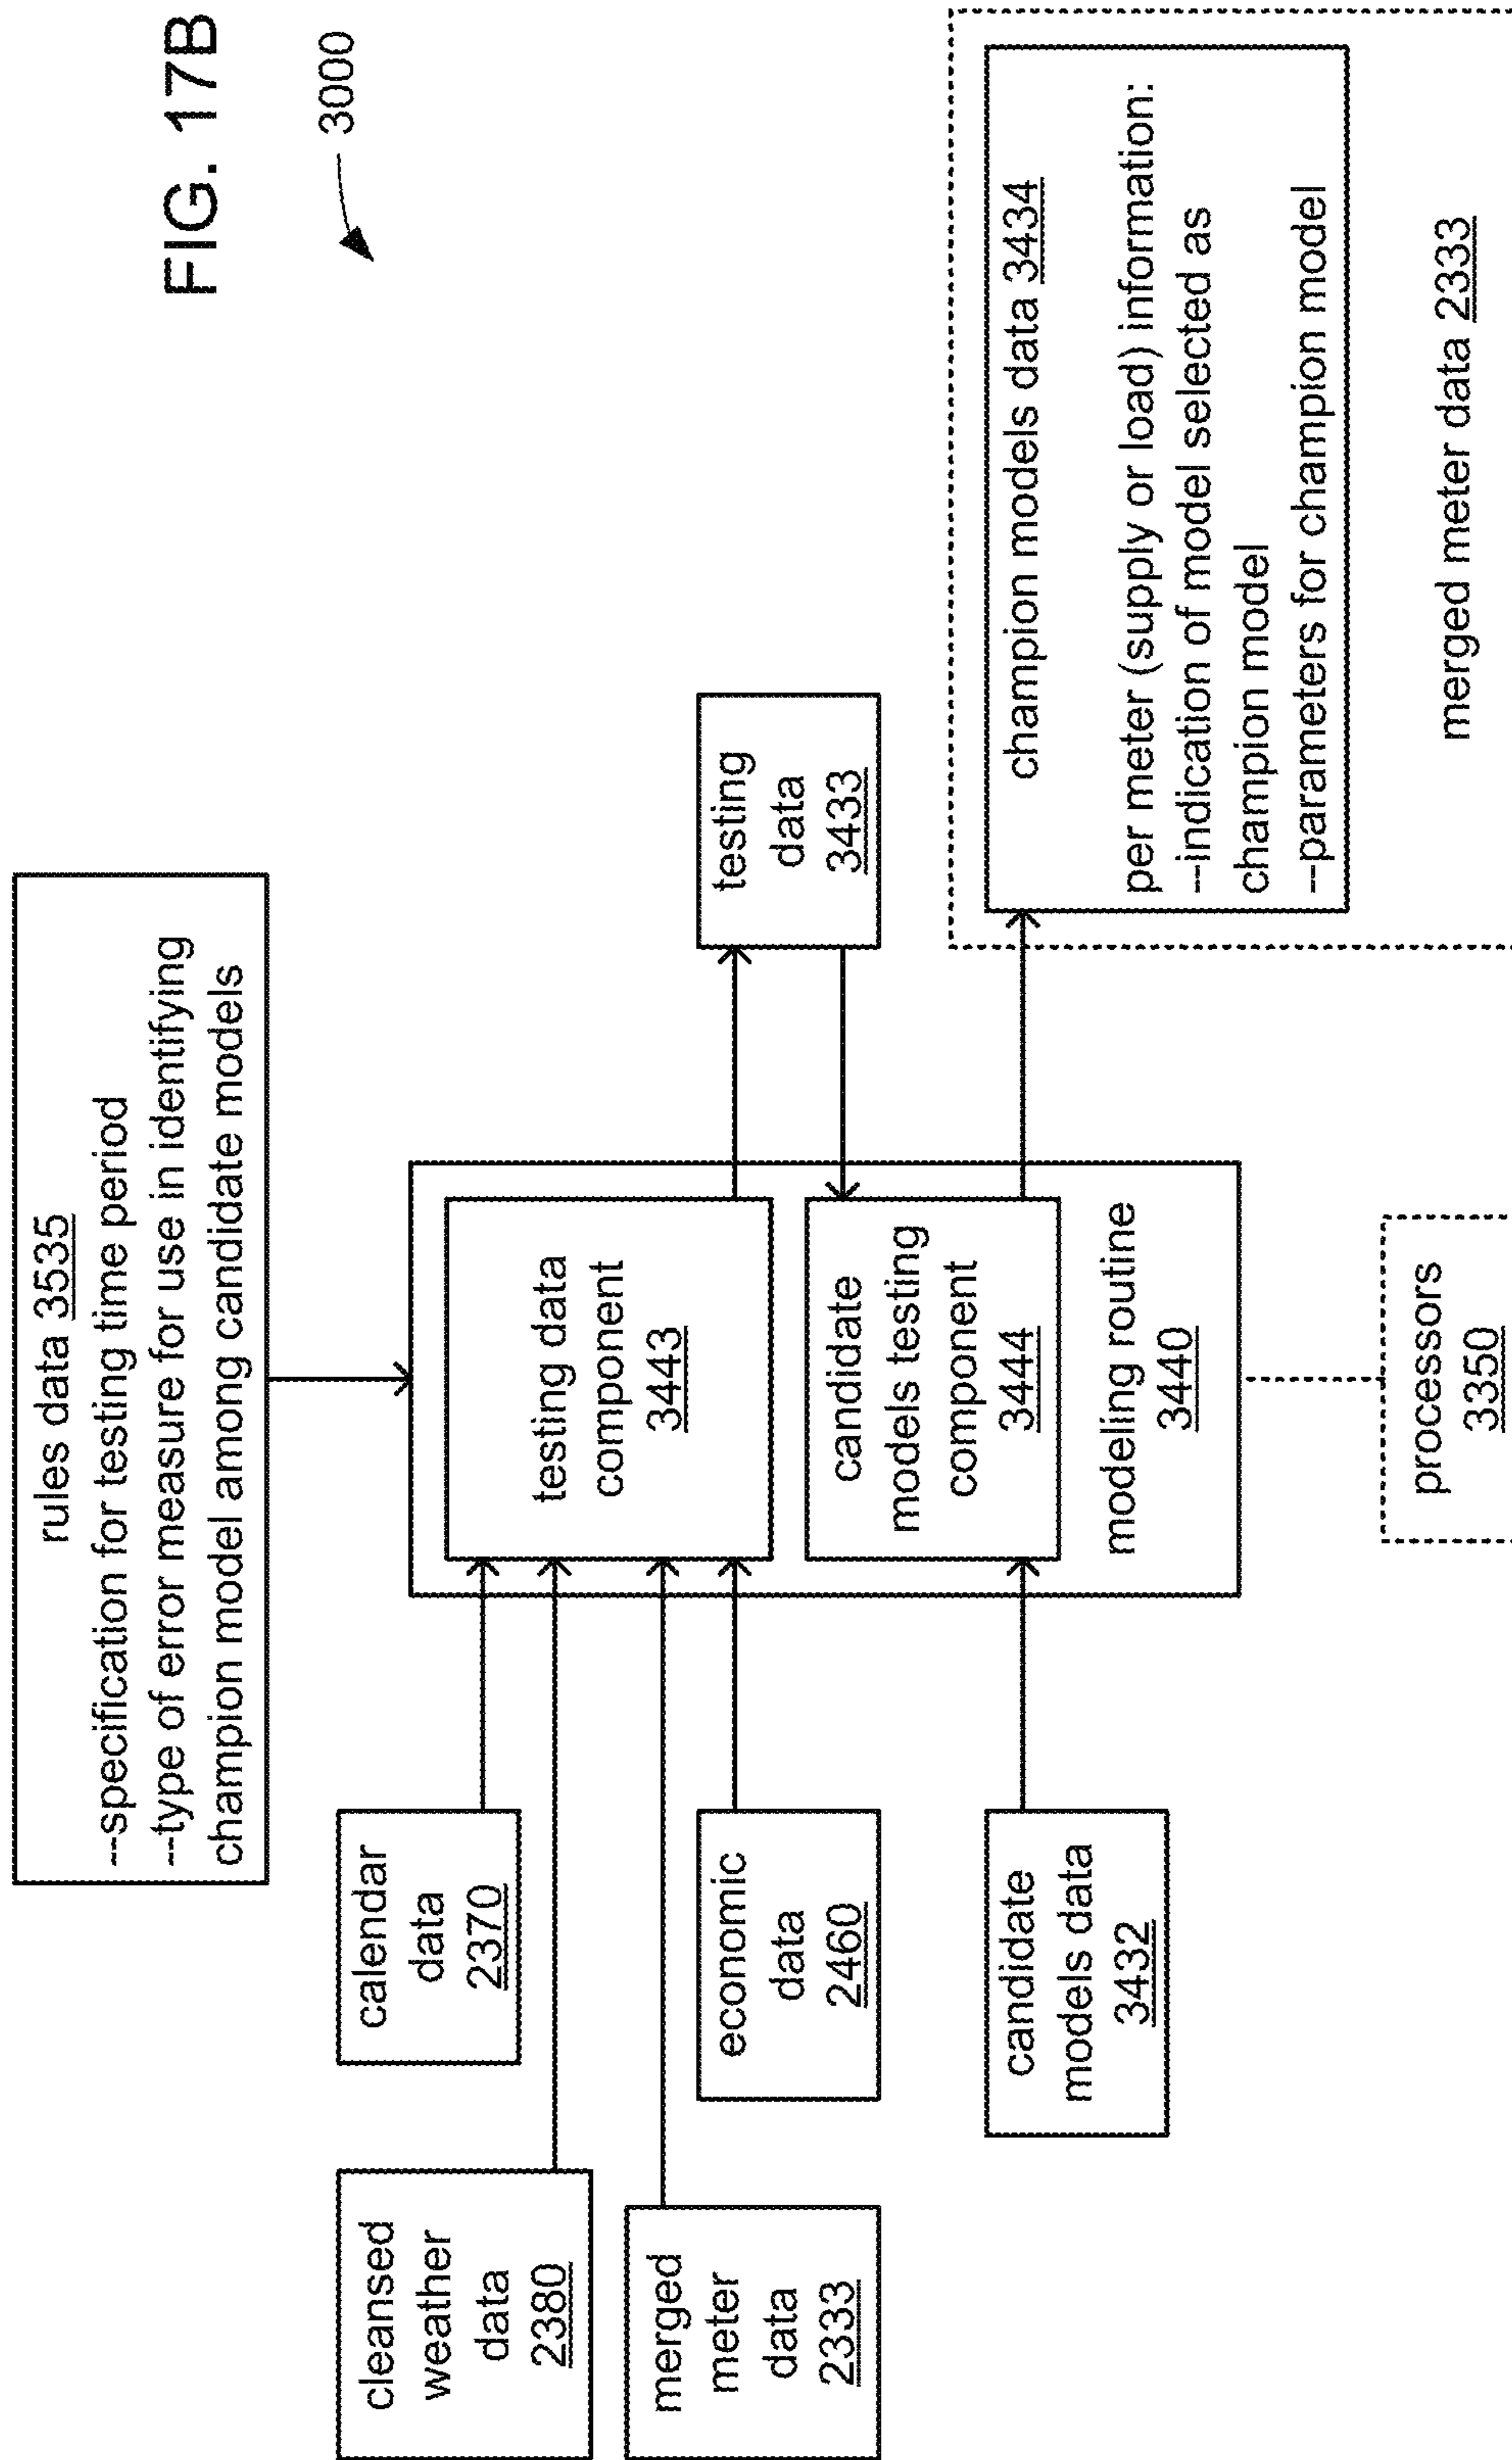 FIG. 17B
3000
rules data 3535
--specification for testing time period
--type of error measure for use in identifying
champion model among candidate models
cleansed
weather
data
2380
calendar
data
2370
merged
meter
data
2333
economic
data
2460
candidate
models data
3432
testing data
component
3443
candidate
models testing
component
3444
modeling routine
3440
processors
3350
testing
data
3433
champion models data 3434
per meter (supply or load) information:
--indication of model selected as
champion model
--parameters for champion model
merged meter data 2333